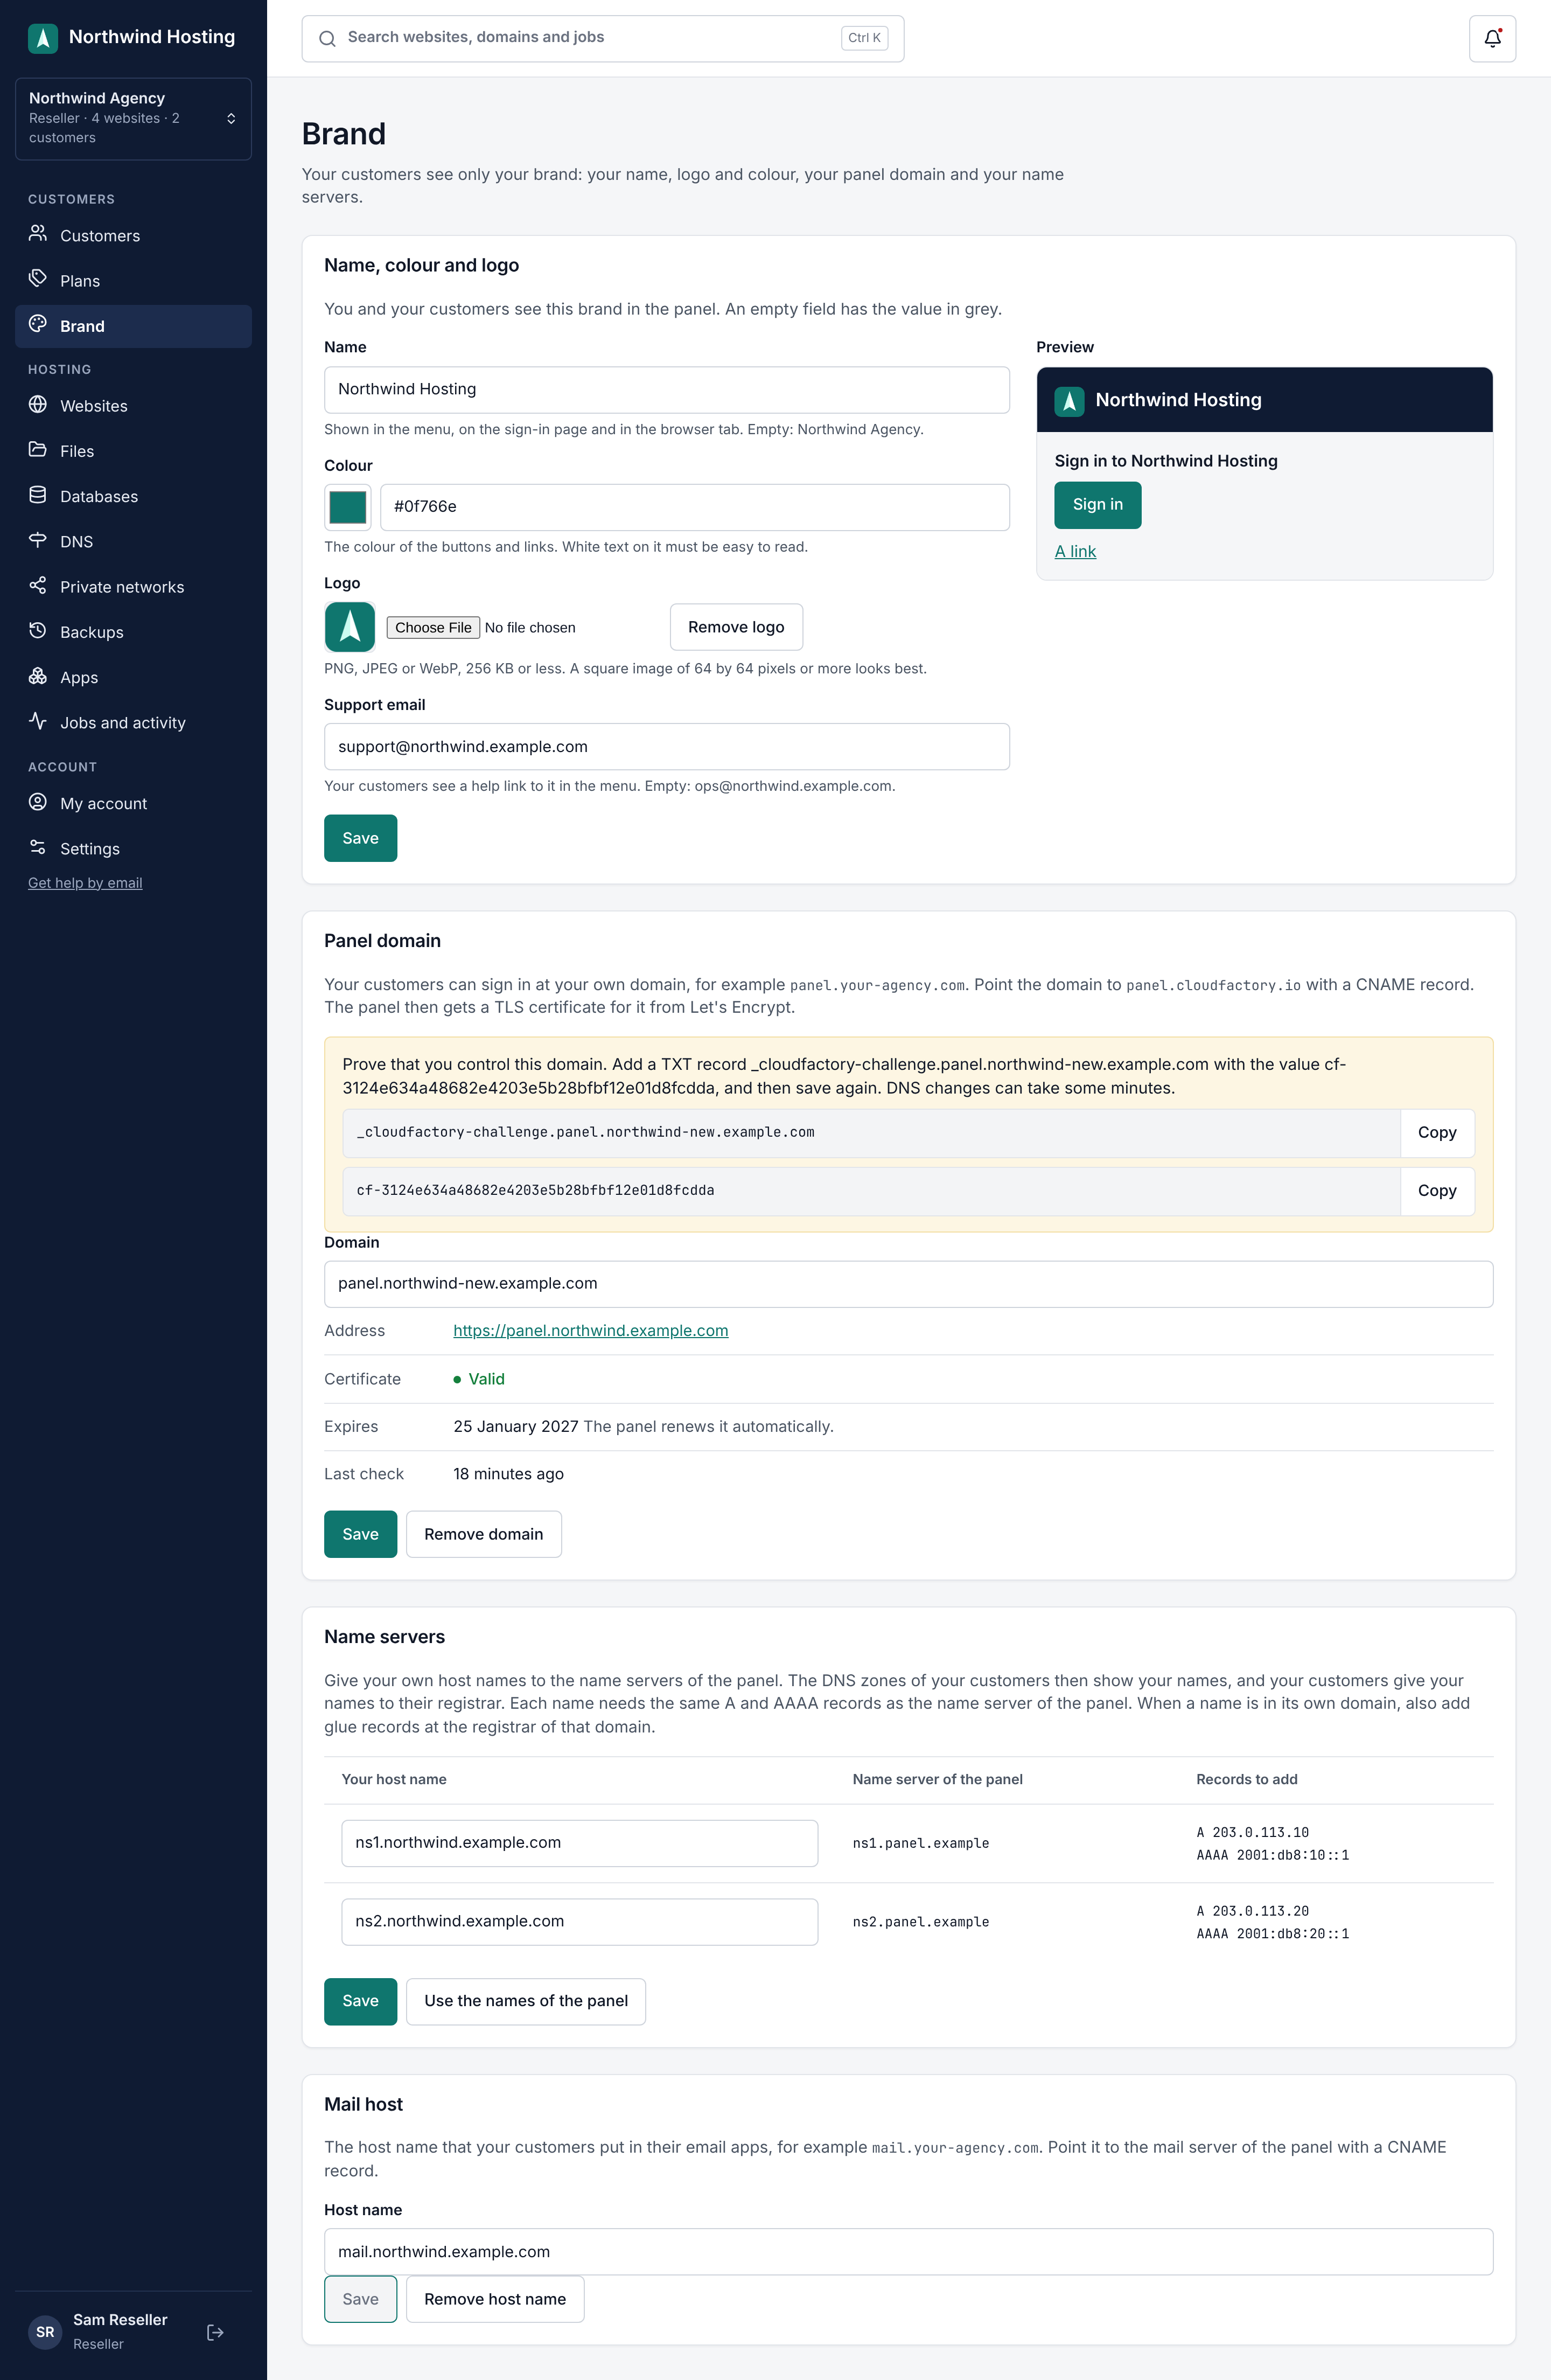 Northwind Hosting
Search websites, domains and jobs
Ctrl K
Northwind Agency
Reseller · 4 websites · 2
customers
CUSTOMERS
Customers
Plans
Brand
HOSTING
Websites
Files
Databases
DNS
Private networks
Backups
Apps
Jobs and activity
ACCOUNT
My account
Settings
Get help by email
SR
Sam Reseller
Reseller
Brand
Your customers see only your brand: your name, logo and colour, your panel domain and your name
servers.
Name, colour and logo
You and your customers see this brand in the panel. An empty field has the value in grey.
Name
Northwind Hosting
Shown in the menu, on the sign-in page and in the browser tab. Empty: Northwind Agency.
Colour
#0f766e
The colour of the buttons and links. White text on it must be easy to read.
Logo
Choose File No file chosen
Remove logo
PNG, JPEG or WebP, 256 KB or less. A square image of 64 by 64 pixels or more looks best.
Support email
support@northwind.example.com
Your customers see a help link to it in the menu. Empty: ops@northwind.example.com.
Save
Preview
Northwind Hosting
Sign in to Northwind Hosting
Sign in
A link
Panel domain
Your customers can sign in at your own domain, for example panel.your-agency.com. Point the domain to panel.cloudfactory.io with a CNAME record.
The panel then gets a TLS certificate for it from Let's Encrypt.
Prove that you control this domain. Add a TXT record _cloudfactory-challenge.panel.northwind-new.example.com with the value cf-
3124e634a48682e4203e5b28bfbf12e01d8fcdda, and then save again. DNS changes can take some minutes.
_cloudfactory-challenge.panel.northwind-new.example.com
Copy
cf-3124e634a48682e4203e5b28bfbf12e01d8fcdda
Copy
Domain
panel.northwind-new.example.com
Address https://panel.northwind.example.com
Certificate Valid
Expires 25 January 2027 The panel renews it automatically.
Last check 18 minutes ago
Save
Remove domain
Name servers
Give your own host names to the name servers of the panel. The DNS zones of your customers then show your names, and your customers give your
names to their registrar. Each name needs the same A and AAAA records as the name server of the panel. When a name is in its own domain, also add
glue records at the registrar of that domain.
Your host name
Name server of the panel
Records to add
ns1.northwind.example.com
ns1.panel.example
A 203.0.113.10
AAAA 2001:db8:10::1
ns2.northwind.example.com
ns2.panel.example
A 203.0.113.20
AAAA 2001:db8:20::1
Save
Use the names of the panel
Mail host
The host name that your customers put in their email apps, for example mail.your-agency.com. Point it to the mail server of the panel with a CNAME
record.
Host name
mail.northwind.example.com
Save
Remove host name